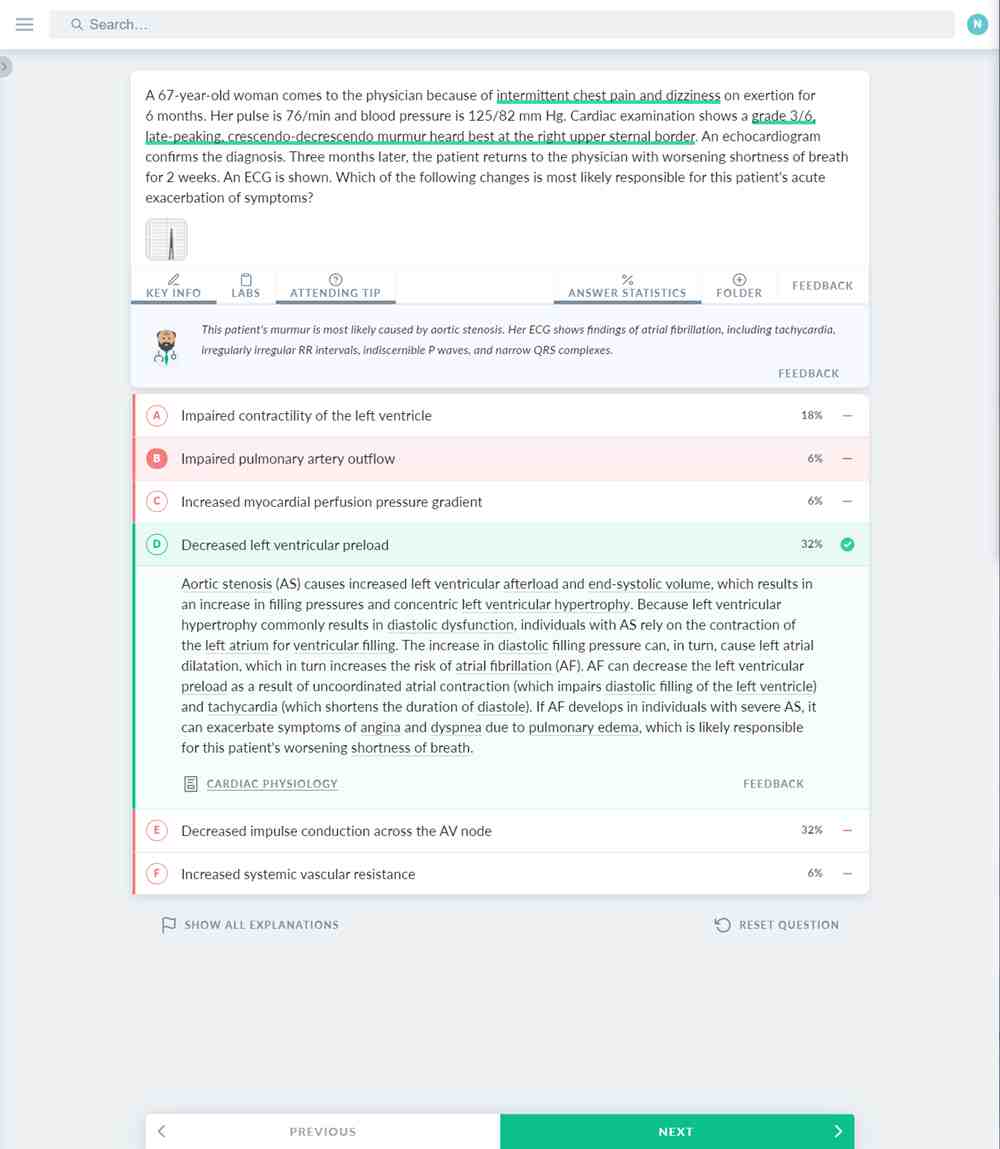 Search...
N
A 67-year-old woman comes to the physician because of intermittent chest pain and dizziness on exertion for
6 months. Her pulse is 76/min and blood pressure is 125/82 mm Hg. Cardiac examination shows a grade 3/6,
late-peaking, crescendo-decrescendo murmur heard best at the right upper sternal border. An echocardiogram
confirms the diagnosis. Three months later, the patient returns to the physician with worsening shortness of breath
for 2 weeks. An ECG is shown. Which of the following changes is most likely responsible for this patient's acute
exacerbation of symptoms?
KEY INFO
LABS
ATTENDING TIP
ANSWER STATISTICS
FOLDER
FEEDBACK
This patient's murmur is most likely caused by aortic stenosis. Her ECG shows findings of atrial fibrillation, including tachycardia,
irregularly irregular RR intervals, indiscernible P waves, and narrow QRS complexes.
FEEDBACK
A Impaired contractility of the left ventricle 18%
B Impaired pulmonary artery outflow 6%
C Increased myocardial perfusion pressure gradient 6%
D Decreased left ventricular preload 32%
Aortic stenosis (AS) causes increased left ventricular afterload and end-systolic volume, which results in
an increase in filling pressures and concentric left ventricular hypertrophy. Because left ventricular
hypertrophy commonly results in diastolic dysfunction, individuals with AS rely on the contraction of
the left atrium for ventricular filling. The increase in diastolic filling pressure can, in turn, cause left atrial
dilatation, which in turn increases the risk of atrial fibrillation (AF). AF can decrease the left ventricular
preload as a result of uncoordinated atrial contraction (which impairs diastolic filling of the left ventricle)
and tachycardia (which shortens the duration of diastole). If AF develops in individuals with severe AS, it
can exacerbate symptoms of angina and dyspnea due to pulmonary edema, which is likely responsible
for this patient's worsening shortness of breath.
CARDIAC PHYSIOLOGY
FEEDBACK
E Decreased impulse conduction across the AV node 32%
F Increased systemic vascular resistance 6%
SHOW ALL EXPLANATIONS
RESET QUESTION
PREVIOUS
NEXT